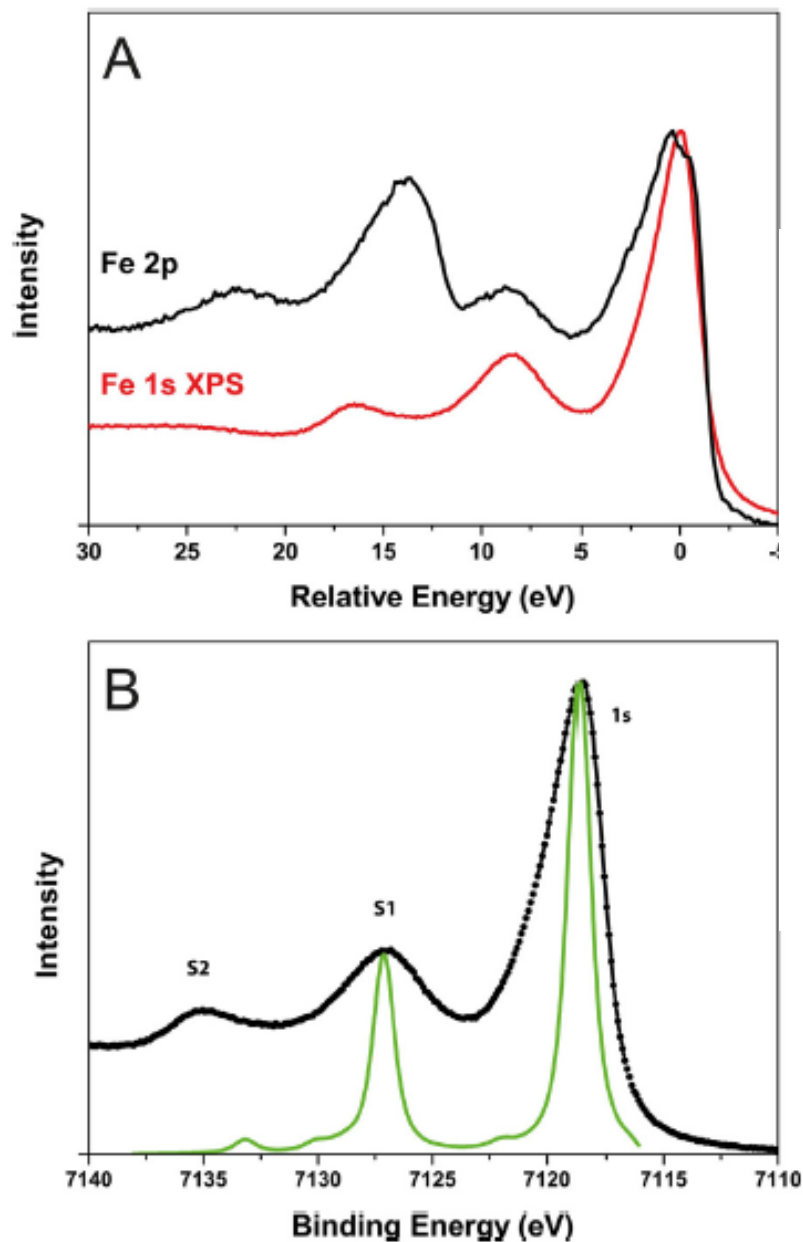 A
Intensity
Fe 2p
Fe 1s XPS
30 25 20 15 10 5 0
Relative Energy (eV)
B
1s
S1
S2
Intensity
7140 7135 7130 7125 7120 7115 7110
Binding Energy (eV)